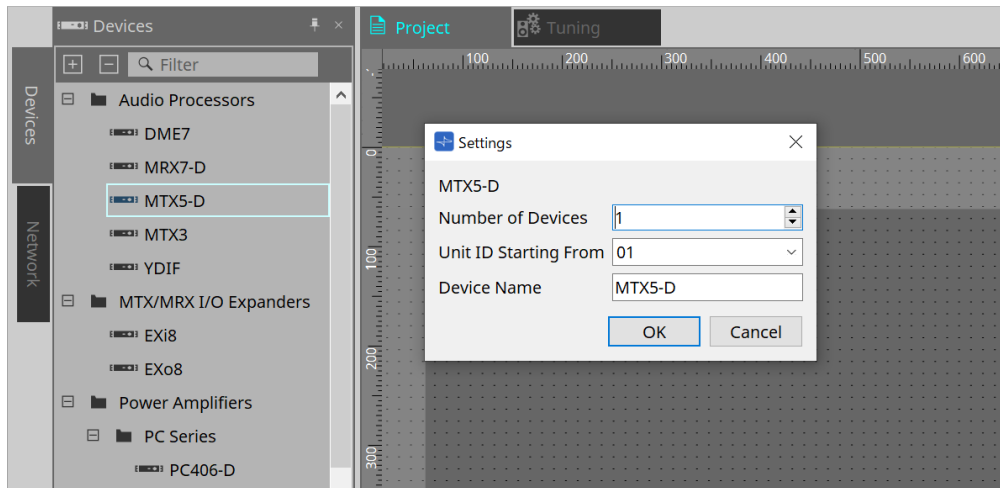 Devices
Project
Tuning
Filter
100 200 300 400 500 600
Devices
Network
Audio Processors
DME7
MRX7-D
MTX5-D
MTX3
YDIF
MTX/MRX I/O Expanders
EXi8
EXo8
Power Amplifiers
PC Series
PC406-D
0
100
200
300
Settings
MTX5-D
Number of Devices 1
Unit ID Starting From 01
Device Name MTX5-D
OK Cancel